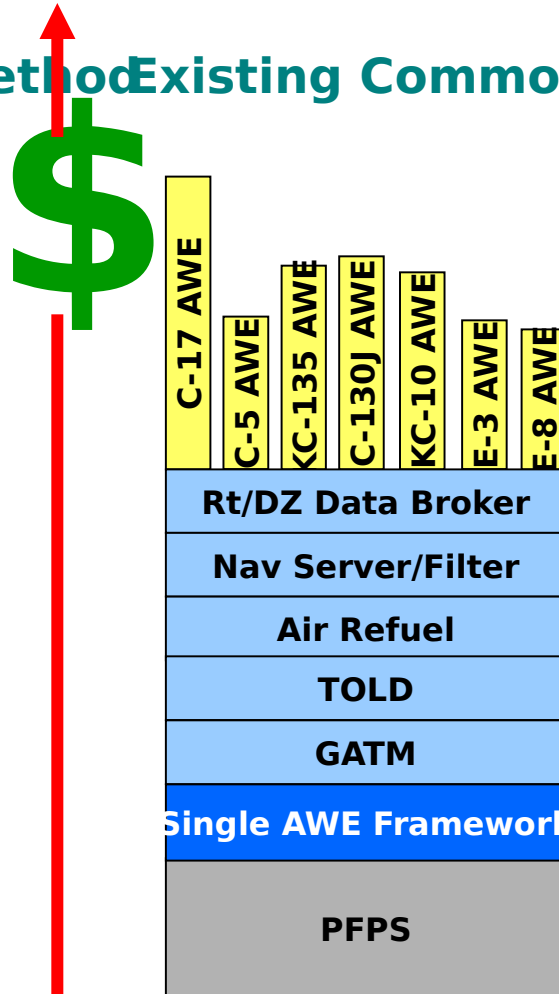 ethod Existing Commo
$
C-17 AWE
C-5 AWE
KC-135 AWE
C-130J AWE
KC-10 AWE
E-3 AWE
E-8 AWE
Rt/DZ Data Broker
Nav Server/Filter
Air Refuel
TOLD
GATM
Single AWE Framework
PFPS